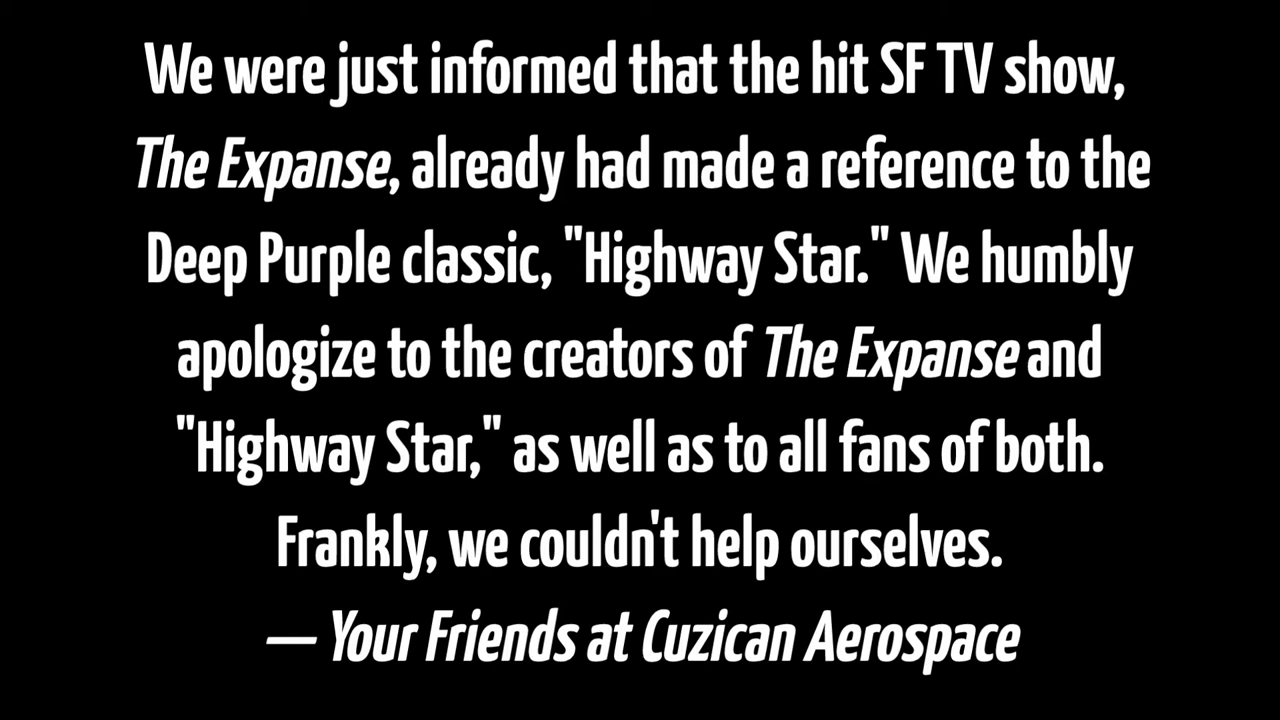 We were just informed that the hit SF TV show,
The Expanse, already had made a reference to the
Deep Purple classic, "Highway Star." We humbly
apologize to the creators of The Expanse and
"Highway Star," as well as to all fans of both.
Frankly, we couldn't help ourselves.
— Your Friends at Cuzican Aerospace